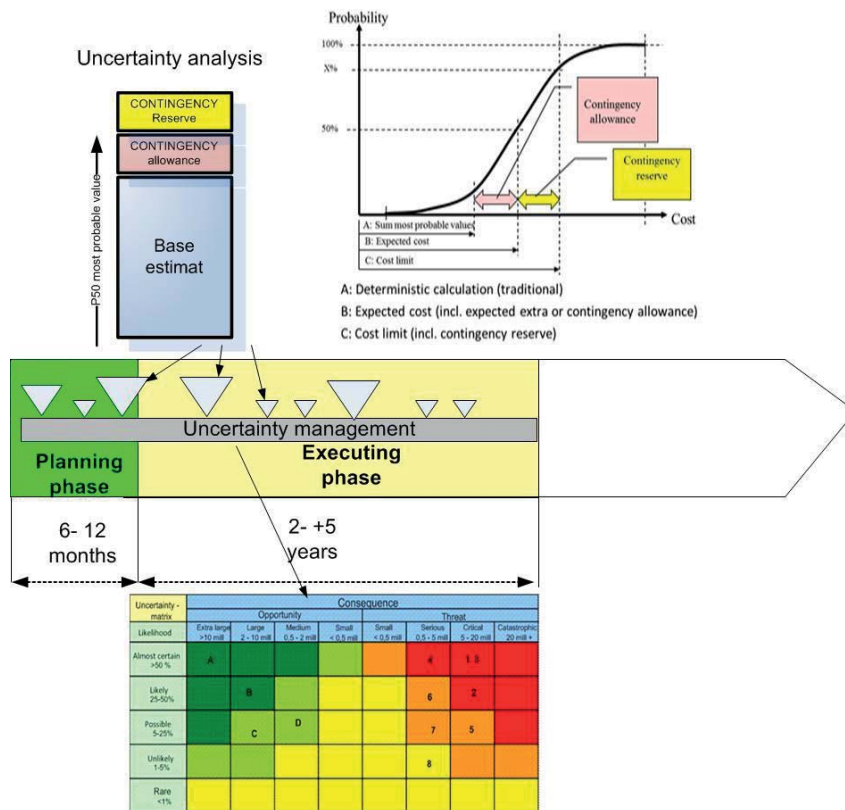 Uncertainty analysis
CONTINGENCY
Reserve
CONTINGENCY
allowance
P50 most probable value
Base
estimat
Probability
100%
X%
50%
Contingency
allowance
Contingency
reserve
Cost
A: Sum most probable values
B: Expected cost
C: Cost limit
A: Deterministic calculation (traditional)
B: Expected cost (incl. expected extra or contingency allowance)
C: Cost limit (incl. contingency reserve)
Uncertainty management
Planning
phase
Executing
phase
6- 12
months
2- +5
years
Uncertainty -
matrix
Consequence
Opportunity
Threat
Likelihood
Extra large
>10 mill
Large
2 - 10 mill
Medium
0,5 - 2 mill
Small
< 0,5 mill
Small
< 0,5 mill
Serious
0,5 - 5 mill
Critical
5 - 20 mill
Catastrophic
20 mill +
Almost certain
>50 %
A
4
1 3
Likely
25-50%
B
6
2
Possible
5-25%
C
D
7
5
Unlikely
1-5%
8
Rare
<1%